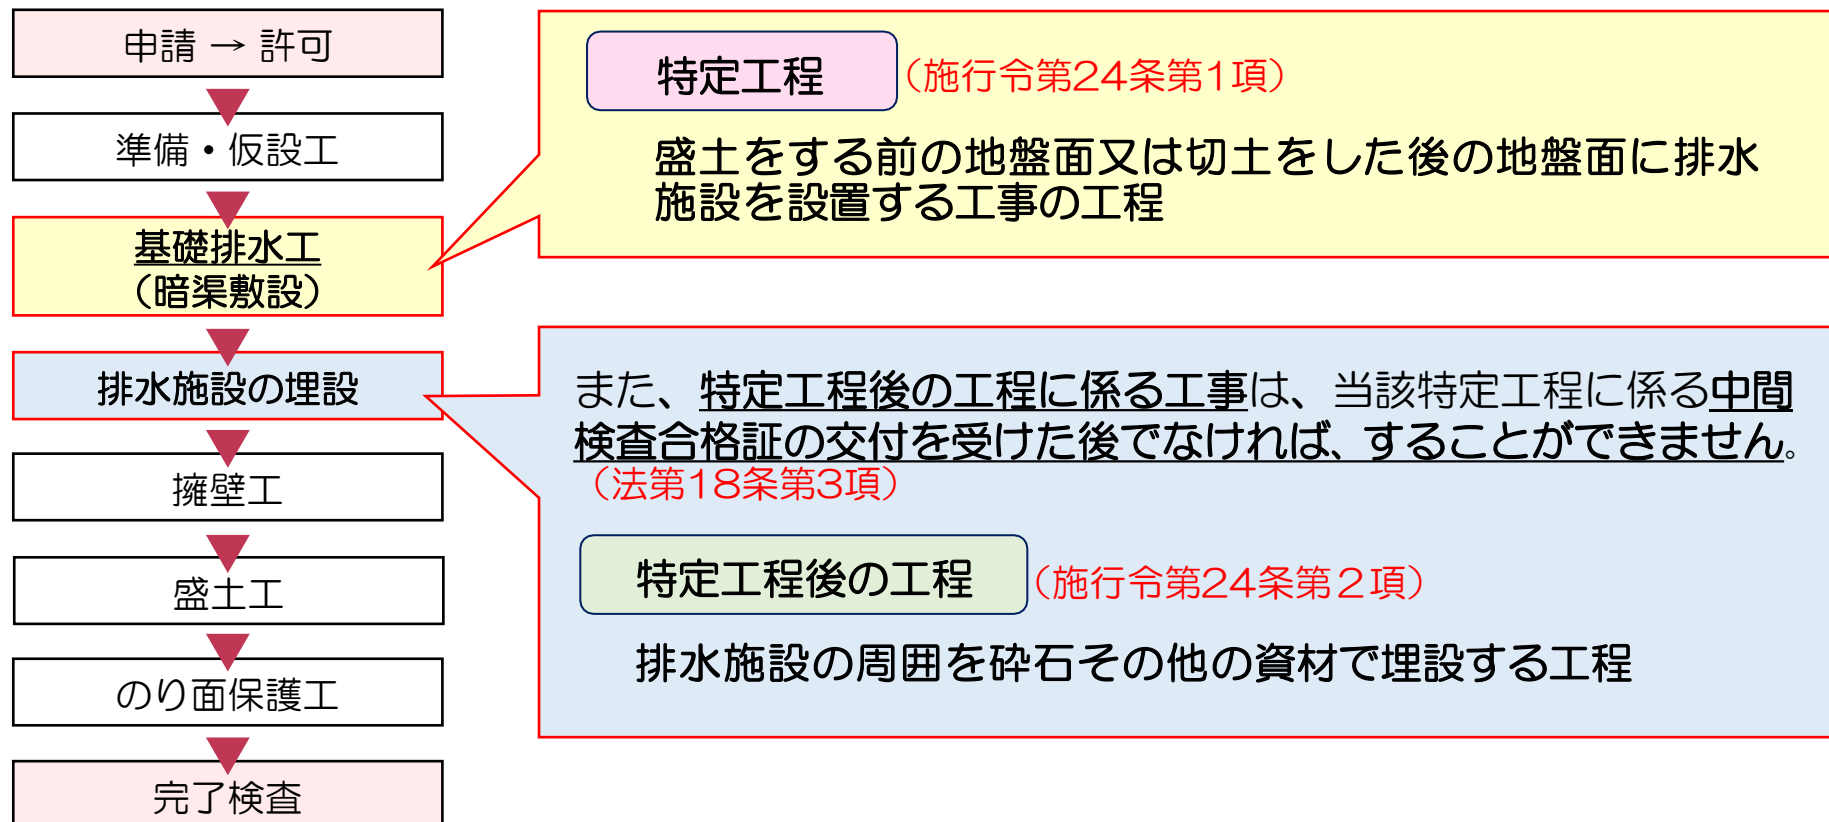 申請 → 許可
準備・仮設工
基礎排水工
（暗渠敷設）
排水施設の埋設
擁壁工
盛土工
のり面保護工
完了検査
特定工程
（施行令第24条第1項）
盛土をする前の地盤面又は切土をした後の地盤面に排水
施設を設置する工事の工程
また、特定工程後の工程に係る工事は、当該特定工程に係る中間
検査合格証の交付を受けた後でなければ、することができません。
（法第18条第3項）
特定工程後の工程
（施行令第24条第２項）
排水施設の周囲を砕石その他の資材で埋設する工程